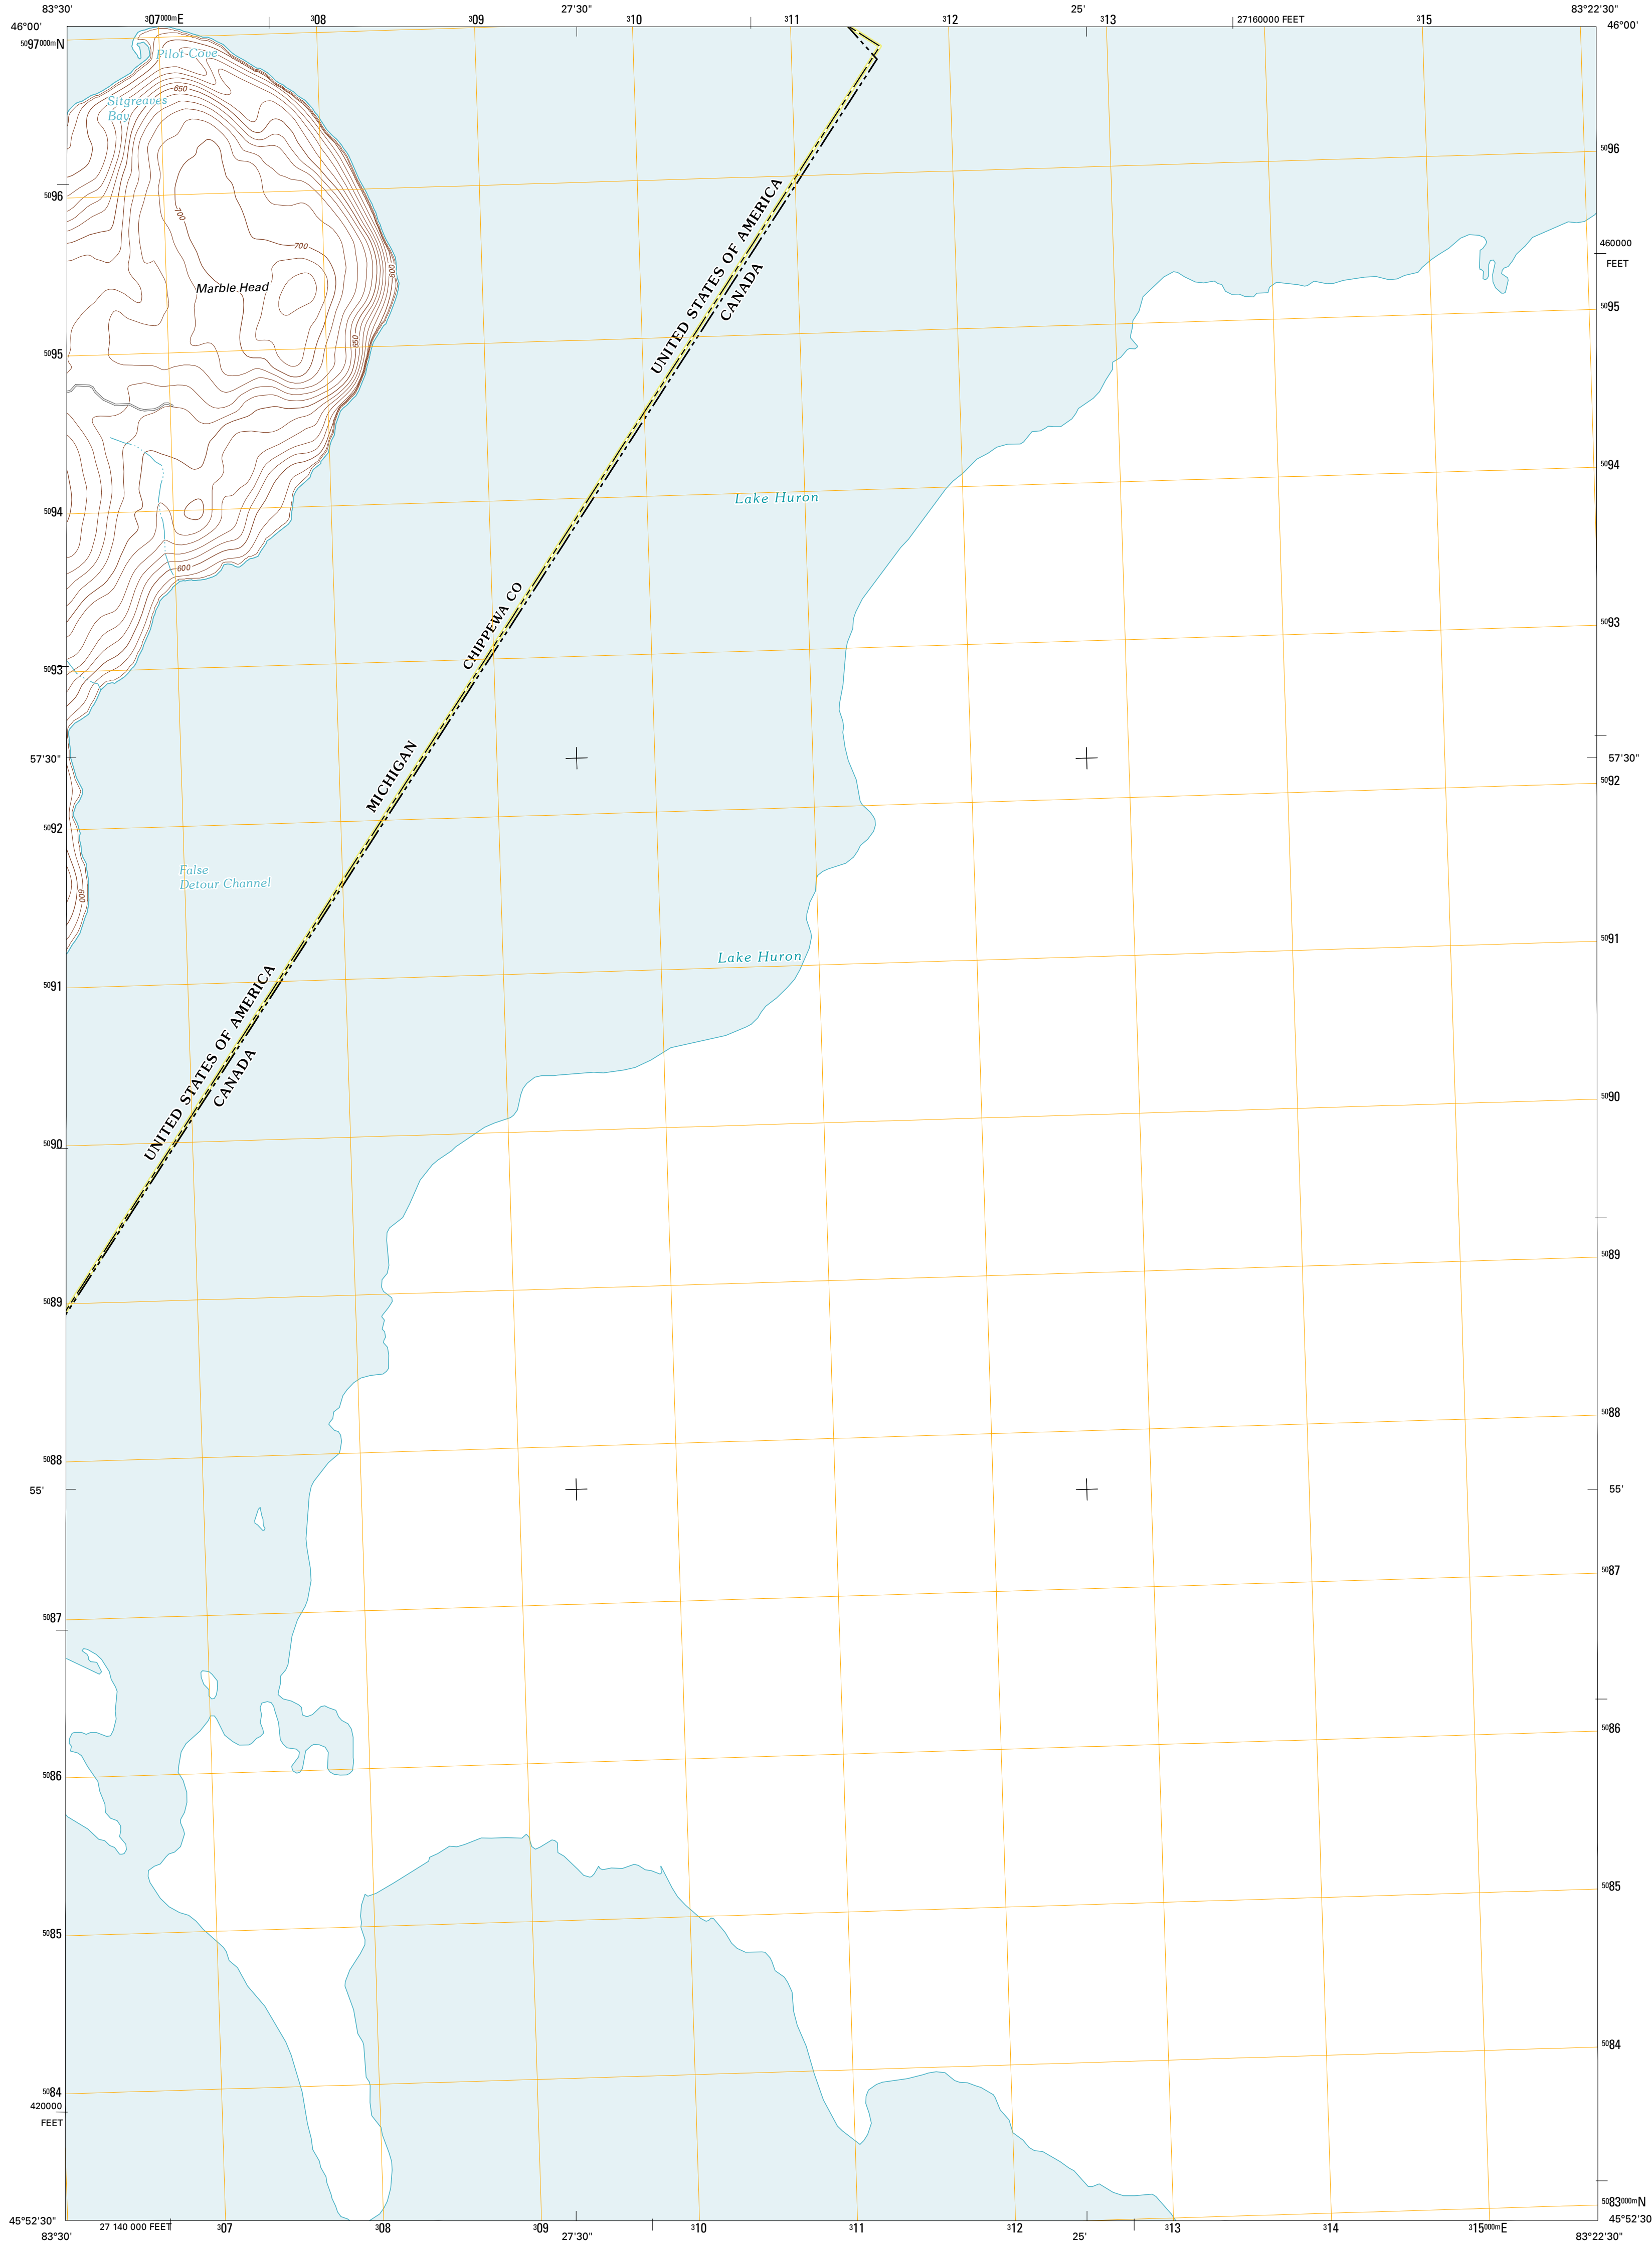 83°30' 307000mE 308 309 27'30" 310 311 312 25' 313 27160000 FEET 315 83°22'30"
46°00' 46°00'
5097000mN
Pilot Cove
650
Sitgreaves
Bay
5096
5096
UNITED STATES OF AMERICA
700
700
460000
FEET
600
CANADA
Marble Head
5095
650
5095
5094
Lake Huron
5094
600
CHIPPEWA CO
5093
5093
57'30" 57'30"
MICHIGAN
5092
5092
False
Detour Channel
600
5091
Lake Huron
UNITED STATES OF AMERICA
5091
CANADA
5090
5090
5089
5089
5088
5088
55' 55'
5087
5087
5086
5086
5085
5085
5084
5084
420000
FEET
5083000mN
45°52'30" 45°52'30
27 140 000 FEET 307 308 309 310 311 312 313 314 315000mE
83°30' 27'30" 25' 83°22'30"